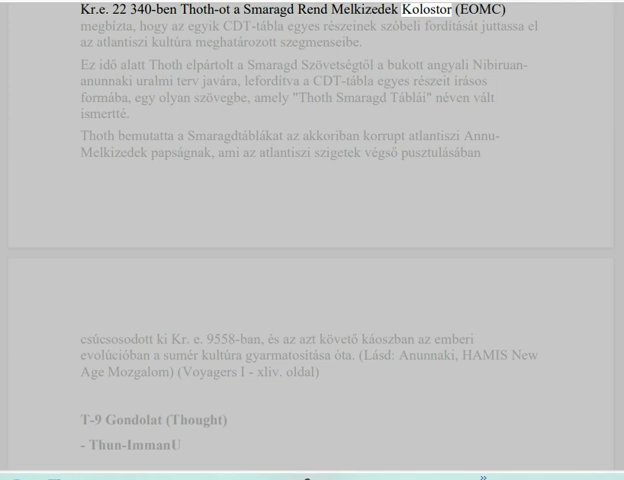 Kr.e. 22 340-ben Thoth-ot a Smaragd Rend Melkizedek Kolostor (EOMC)
megbízta, hogy az egyik CDT-tábla egyes részeinek szóbeli fordítását juttassa el
az atlantiszi kultúra meghatározott szegmenseibe.
Ez idő alatt Thoth elpártolt a Smaragd Szövetségtől a bukott angyali Nibiruan-
anunnaki uralmi terv javára, lefordítva a CDT-tábla egyes részeit írásos
formába, egy olyan szövegbe, amely "Thoth Smaragd Táblái" néven vált
ismertté.
Thoth bemutatta a Smaragdtáblákat az akkoriban korrupt atlantiszi Annu-
Melkizedek papságnak, ami az atlantiszi szigetek végső pusztulásában
csúcsosodott ki Kr. e. 9558-ban, és az azt követő káoszban az emberi
evolúcióban a sumér kultúra gyarmatosítása óta. (Lásd: Anunnaki, HAMIS New
Age Mozgalom) (Voyagers I - xliv. oldal)
T-9 Gondolat (Thought)
- Thun-ImmanU
»